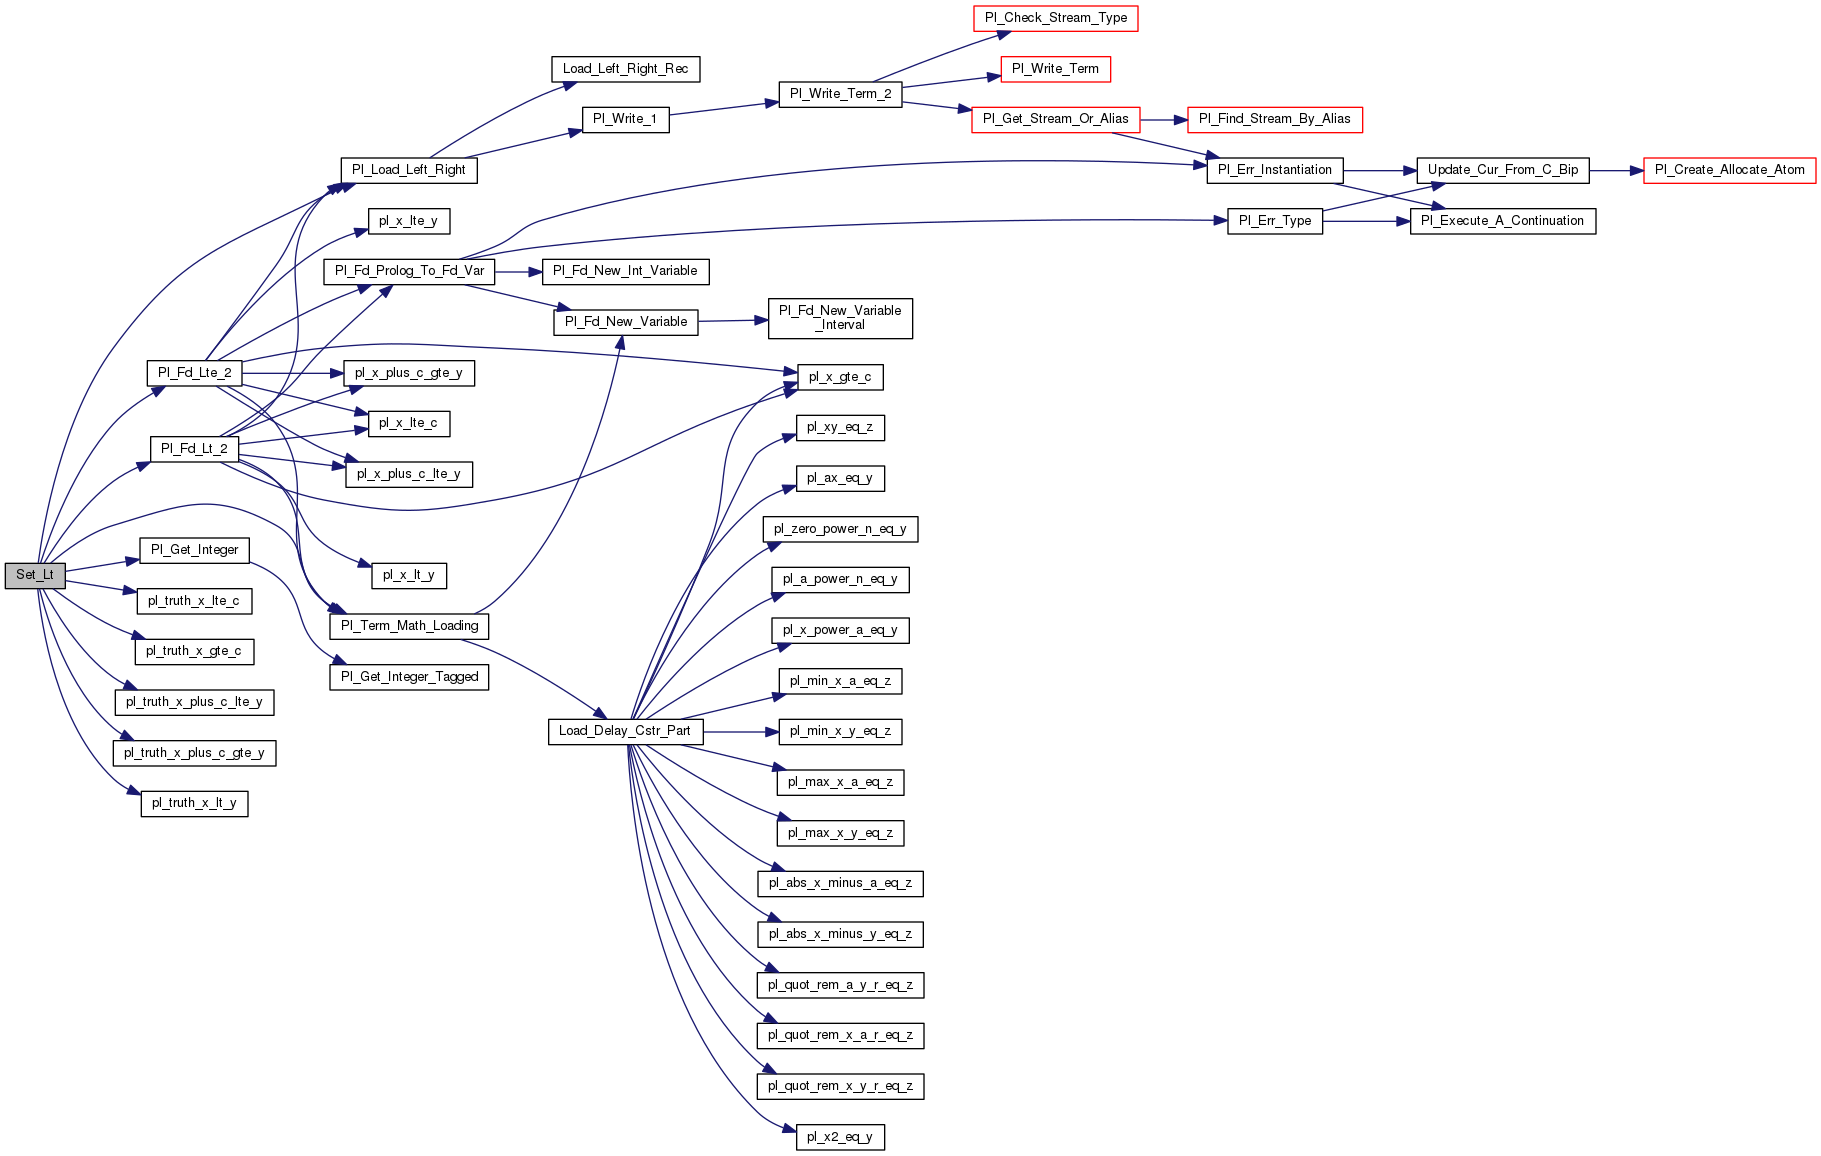 Pl_Check_Stream_Type
Load_Left_Right_Rec
Pl_Write_Term
Pl_Write_Term_2
Pl_Write_1
Pl_Get_Stream_Or_Alias
Pl_Find_Stream_By_Alias
Pl_Load_Left_Right
Pl_Err_Instantiation
Update_Cur_From_C_Bip
Pl_Create_Allocate_Atom
pl_x_lte_y
Pl_Err_Type
Pl_Execute_A_Continuation
Pl_Fd_Prolog_To_Fd_Var
Pl_Fd_New_Int_Variable
Pl_Fd_New_Variable
Pl_Fd_New_Variable
_Interval
Pl_Fd_Lte_2
pl_x_plus_c_gte_y
pl_x_gte_c
pl_x_lte_c
pl_xy_eq_z
Pl_Fd_Lt_2
pl_x_plus_c_lte_y
pl_ax_eq_y
pl_zero_power_n_eq_y
Pl_Get_Integer
Set_Lt
pl_x_lt_y
pl_a_power_n_eq_y
pl_truth_x_lte_c
Pl_Term_Math_Loading
pl_x_power_a_eq_y
pl_truth_x_gte_c
Pl_Get_Integer_Tagged
pl_min_x_a_eq_z
pl_truth_x_plus_c_lte_y
Load_Delay_Cstr_Part
pl_min_x_y_eq_z
pl_truth_x_plus_c_gte_y
pl_max_x_a_eq_z
pl_truth_x_lt_y
pl_max_x_y_eq_z
pl_abs_x_minus_a_eq_z
pl_abs_x_minus_y_eq_z
pl_quot_rem_a_y_r_eq_z
pl_quot_rem_x_a_r_eq_z
pl_quot_rem_x_y_r_eq_z
pl_x2_eq_y